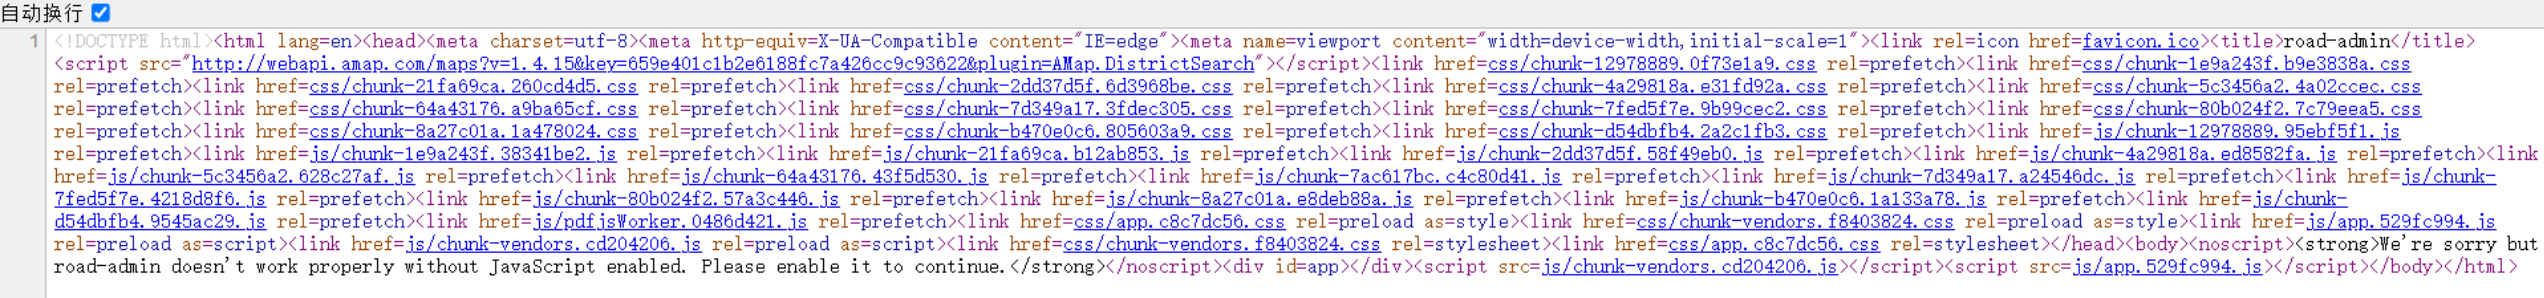 自动换行
1 <!DOCTYPE html><html lang=en><head><meta charset=utf-8><meta http-equiv=X-UA-Compatible content="IE=edge"><meta name=viewport content="width=device-width,initial-scale=1"><link rel=icon href=favicon.ico><title>road-admin</title>
<script src="http://webapi.amap.com/maps?v=1.4.15&key=659e401c1b2e6188fc7a426cc9c93622&plugin=AMap.DistrictSearch"></script><link href=css/chunk-12978889.0f73e1a9.css rel=prefetch><link href=css/chunk-1e9a243f.b9e3838a.css
rel=prefetch><link href=css/chunk-21fa69ca.260cd4d5.css rel=prefetch><link href=css/chunk-2dd37d5f.6d3968be.css rel=prefetch><link href=css/chunk-4a29818a.e31fd92a.css rel=prefetch><link href=css/chunk-5c3456a2.4a02ccec.css
rel=prefetch><link href=css/chunk-64a43176.a9ba65cf.css rel=prefetch><link href=css/chunk-7d349a17.3fdec305.css rel=prefetch><link href=css/chunk-7fed5f7e.9b99cec2.css rel=prefetch><link href=css/chunk-80b024f2.7c79eea5.css
rel=prefetch><link href=css/chunk-8a27c01a.1a478024.css rel=prefetch><link href=css/chunk-b470e0c6.805603a9.css rel=prefetch><link href=css/chunk-d54dbfb4.2a2c1fb3.css rel=prefetch><link href=js/chunk-12978889.95ebf5f1.js
rel=prefetch><link href=js/chunk-1e9a243f.38341be2.js rel=prefetch><link href=js/chunk-21fa69ca.b12ab853.js rel=prefetch><link href=js/chunk-2dd37d5f.58f49eb0.js rel=prefetch><link href=js/chunk-4a29818a.ed8582fa.js rel=prefetch><link
href=js/chunk-5c3456a2.628c27af.js rel=prefetch><link href=js/chunk-64a43176.43f5d530.js rel=prefetch><link href=js/chunk-7ac617bc.c4c80d41.js rel=prefetch><link href=js/chunk-7d349a17.a24546dc.js rel=prefetch><link href=js/chunk-
7fed5f7e.4218d8f6.js rel=prefetch><link href=js/chunk-80b024f2.57a3c446.js rel=prefetch><link href=js/chunk-8a27c01a.e8deb88a.js rel=prefetch><link href=js/chunk-b470e0c6.1a133a78.js rel=prefetch><link href=js/chunk-
d54dbfb4.9545ac29.js rel=prefetch><link href=js/pdfjsWorker.0486d421.js rel=prefetch><link href=css/app.c8c7dc56.css rel=preload as=style><link href=css/chunk-vendors.f8403824.css rel=preload as=style><link href=js/app.529fc994.js
rel=preload as=script><link href=js/chunk-vendors.cd204206.js rel=preload as=script><link href=css/chunk-vendors.f8403824.css rel=stylesheet><link href=css/app.c8c7dc56.css rel=stylesheet></head><body><noscript><strong>We're sorry but
road-admin doesn't work properly without JavaScript enabled. Please enable it to continue.</strong></noscript><div id=app></div><script src=js/chunk-vendors.cd204206.js></script><script src=js/app.529fc994.js></script></body></html>